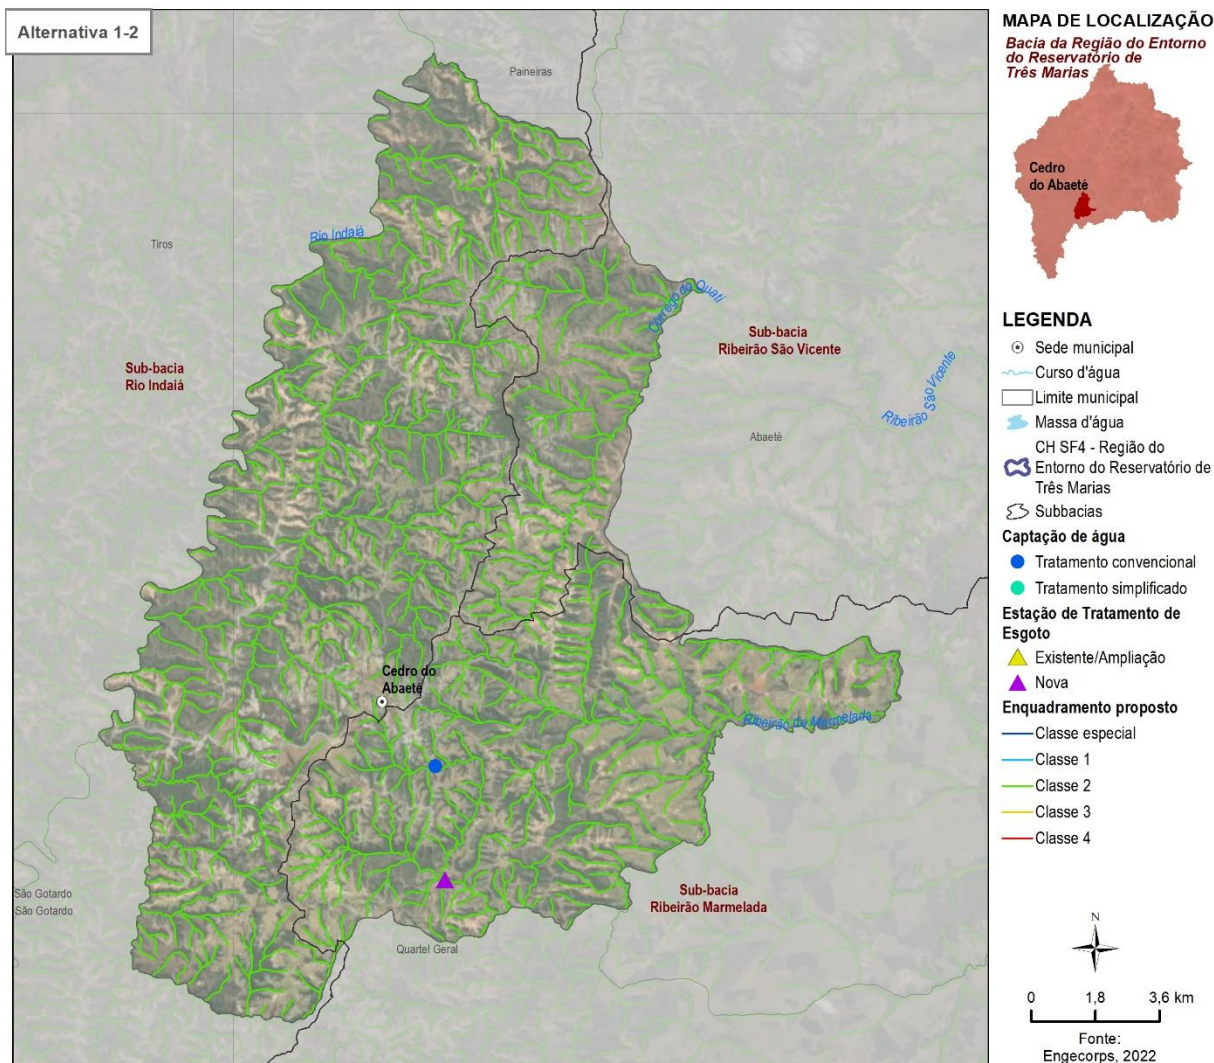 Alternativa 1-2
Paineiras
Rio Indaiá
Tiros
Córrego do Quati
Sub-bacia
Ribeirão São Vicente
Sub-bacia
Rio Indaiá
Ribeirão São Vicente
Abaeté
Cedro do
Abaeté
Ribeirão de Marmelada
São Gotardo
São Gotardo
Sub-bacia
Ribeirão Marmelada
Quartel Geral
MAPA DE LOCALIZAÇÃO
Bacia da Região do Entorno
do Reservatório de
Três Marias
Cedro
do Abaeté
LEGENDA
Sede municipal
Curso d'água
Limite municipal
Massa d'água
CH SF4 - Região do
Entorno do Reservatório de
Três Marias
Subbacias
Captação de água
Tratamento convencional
Tratamento simplificado
Estação de Tratamento de
Esgoto
Existente/Ampliação
Nova
Enquadramento proposto
Classe especial
Classe 1
Classe 2
Classe 3
Classe 4
N
0 1,8 3,6 km
Fonte:
Engecorps, 2022